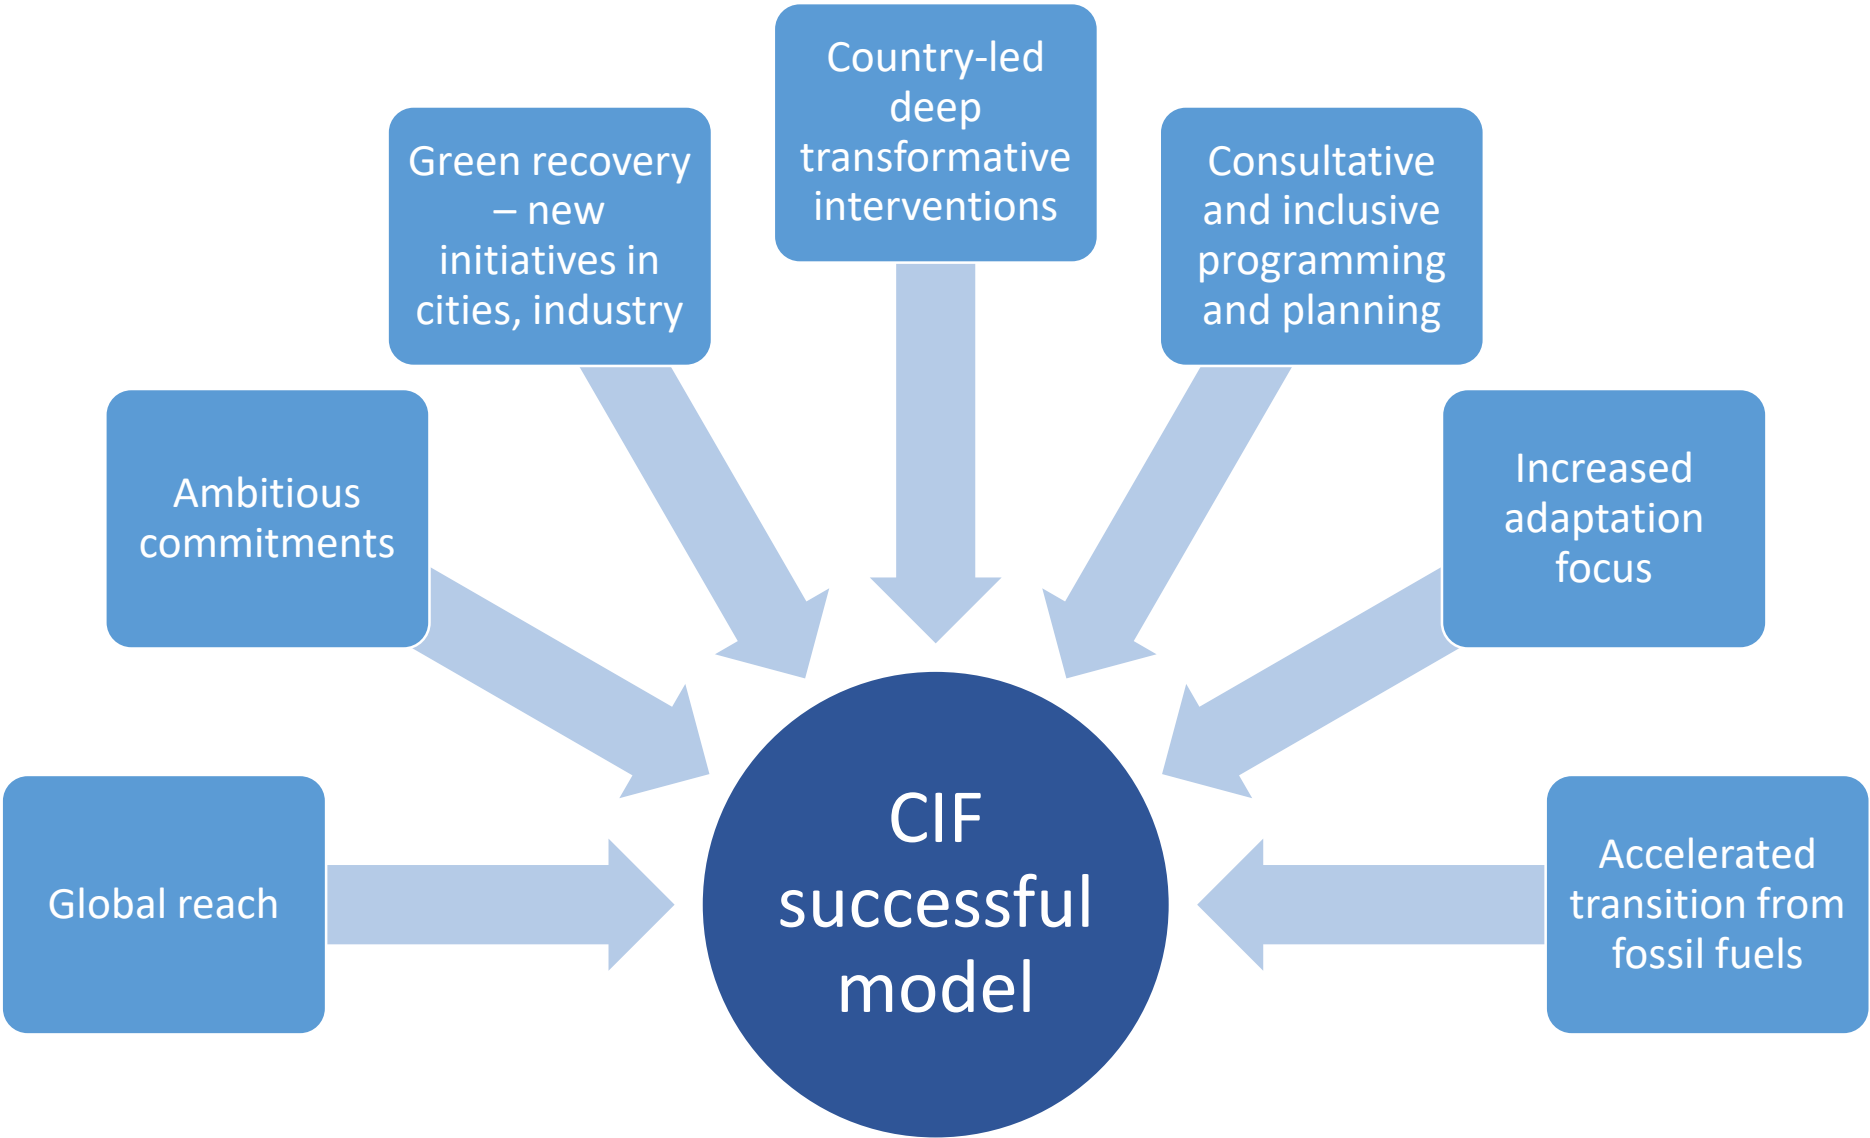 Global reach
Ambitious
commitments
Green recovery
– new
initiatives in
cities, industry
Country-led
deep
transformative
interventions
Consultative
and inclusive
programming
and planning
Increased
adaptation
focus
Accelerated
transition from
fossil fuels
CIF
successful
model